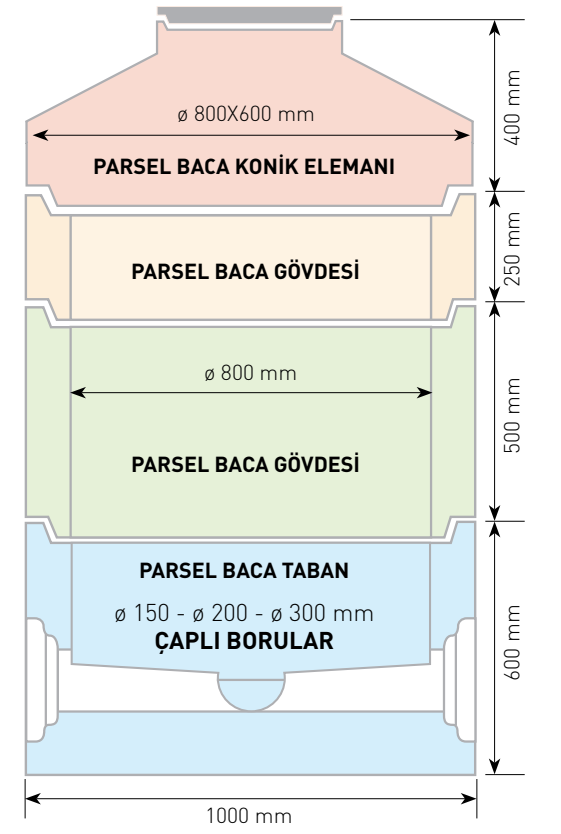 ø 800X600 mm
PARSEL BACA KONİK ELEMANI
400 mm
PARSEL BACA GÖVDESİ
250 mm
ø 800 mm
PARSEL BACA GÖVDESİ
500 mm
PARSEL BACA TABAN
ø 150 - ø 200 - ø 300 mm
ÇAPLI BORULAR
600 mm
1000 mm